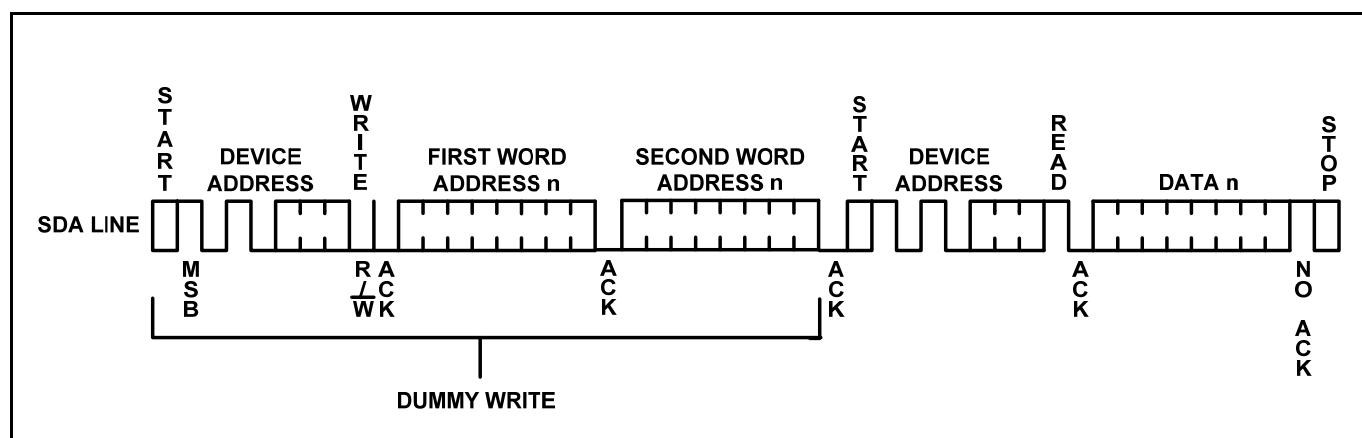 START
WRITE
START
READ
STOP
DEVICE
ADDRESS
FIRST WORD
ADDRESS n
SECOND WORD
ADDRESS n
DEVICE
ADDRESS
DATA n
SDA LINE
MSB
R/W
ACK
ACK
ACK
ACK
NO ACK
DUMMY WRITE